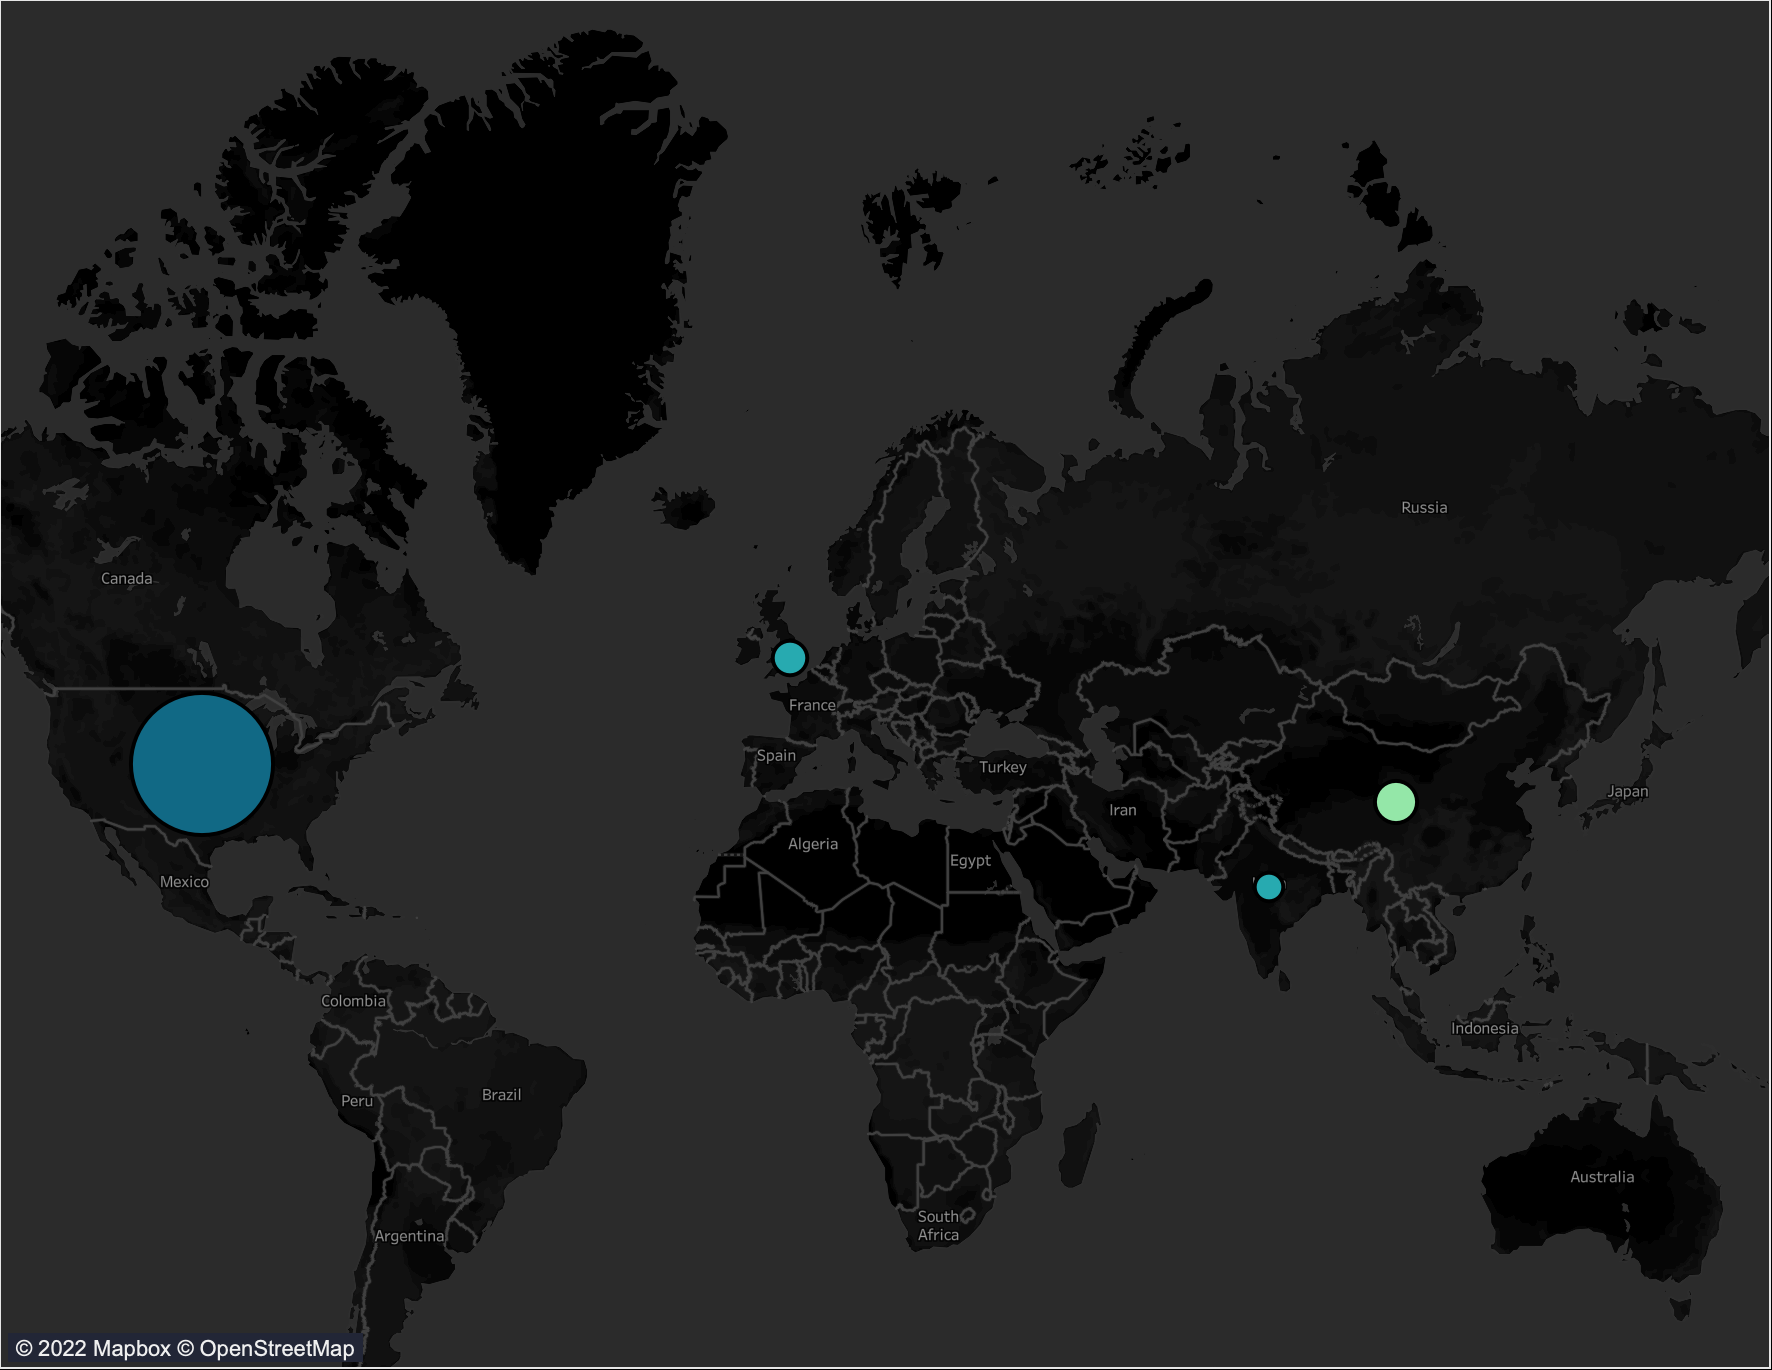 Russia
Canada
France
Spain
Turkey
Japan
Iran
Algeria
Egypt
Mexico
Colombia
Indonesia
Brazil
Peru
Australia
South
Africa
Argentina
© 2022 Mapbox © OpenStreetMap